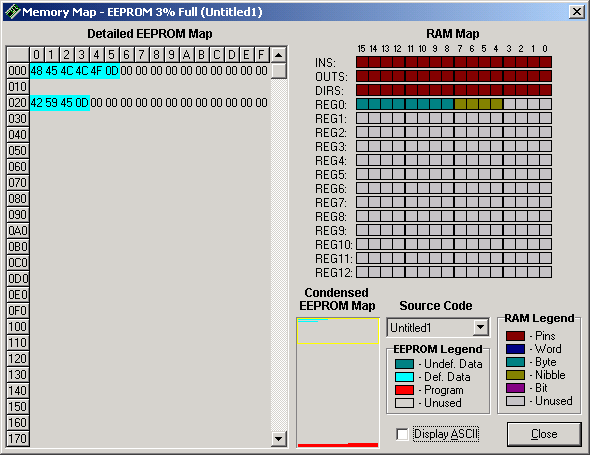 Memory Map - EEPROM 3% Full (Untitled1)
Detailed EEPROM Map
0 1 2 3 4 5 6 7 8 9 A B C D E F
000 48 45 4C 4C 4F 0D 00 00 00 00 00 00 00 00 00 00
010
020 42 59 45 0D 00 00 00 00 00 00 00 00 00 00 00 00
030
040
050
060
070
080
090
0A0
0B0
0C0
0D0
0E0
0F0
100
110
120
130
140
150
160
170
RAM Map
15 14 13 12 11 10 9 8 7 6 5 4 3 2 1 0
INS:
OUTS:
DIRS:
REG0:
REG1:
REG2:
REG3:
REG4:
REG5:
REG6:
REG7:
REG8:
REG9:
REG10:
REG11:
REG12:
Condensed
EEPROM Map
Source Code
Untitled1
EEPROM Legend
- Undef. Data
- Def. Data
- Program
- Unused
Display ASCII
RAM Legend
- Pins
- Word
- Byte
- Nibble
- Bit
- Unused
Close